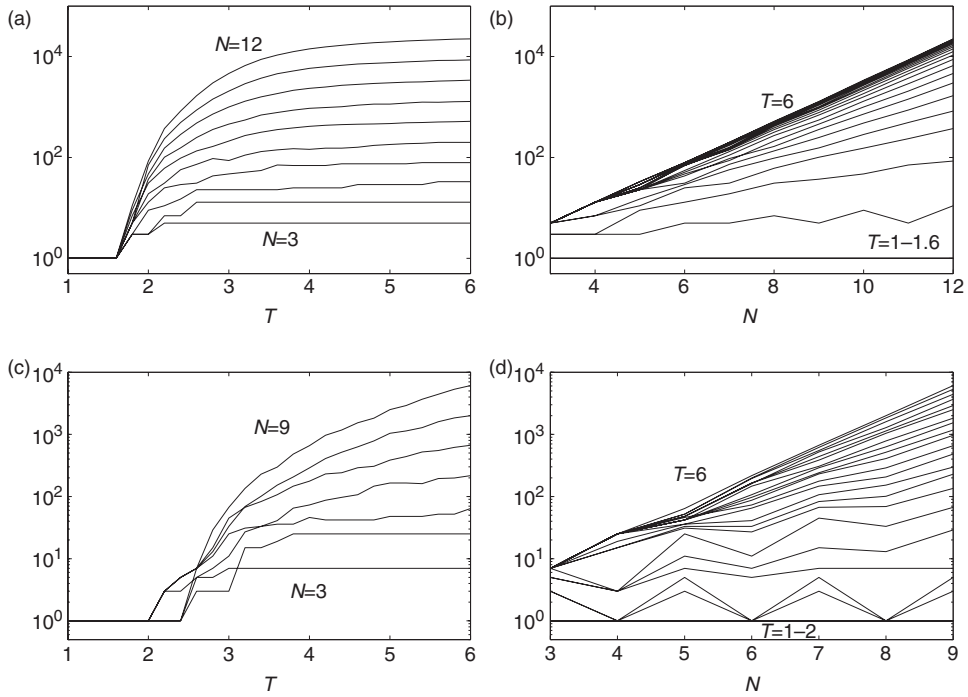 (a)
10^4
10^2
10^0
N=12
N=3
1 2 3 4 5 6
T
(b)
10^4
10^2
10^0
T=6
T=1–1.6
4 6 8 10 12
N
(c)
10^4
10^3
10^2
10^1
10^0
N=9
N=3
1 2 3 4 5 6
T
(d)
10^4
10^3
10^2
10^1
10^0
T=6
T=1–2
3 4 5 6 7 8 9
N